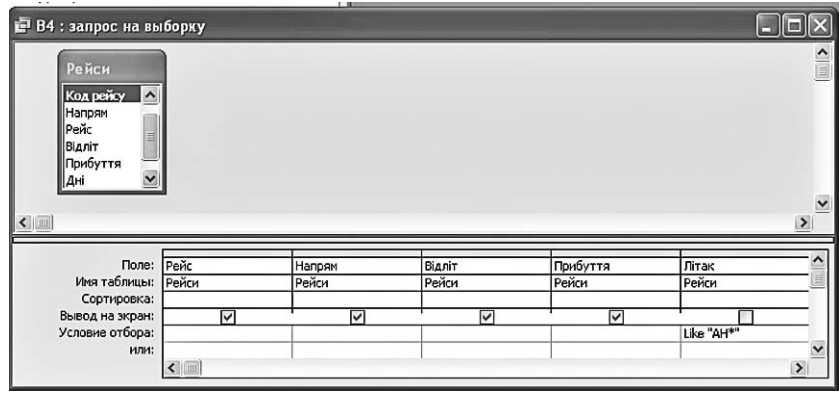 В4 : запрос на выборку
Рейси
Код рейсу
Напрям
Рейс
Відліт
Прибуття
Дні
Поле: Рейс Напрям Відліт Прибуття Літак
Имя таблицы: Рейси Рейси Рейси Рейси Рейси
Сортировка:
Вывод на экран:
Условие отбора: Like "АН*"
или: